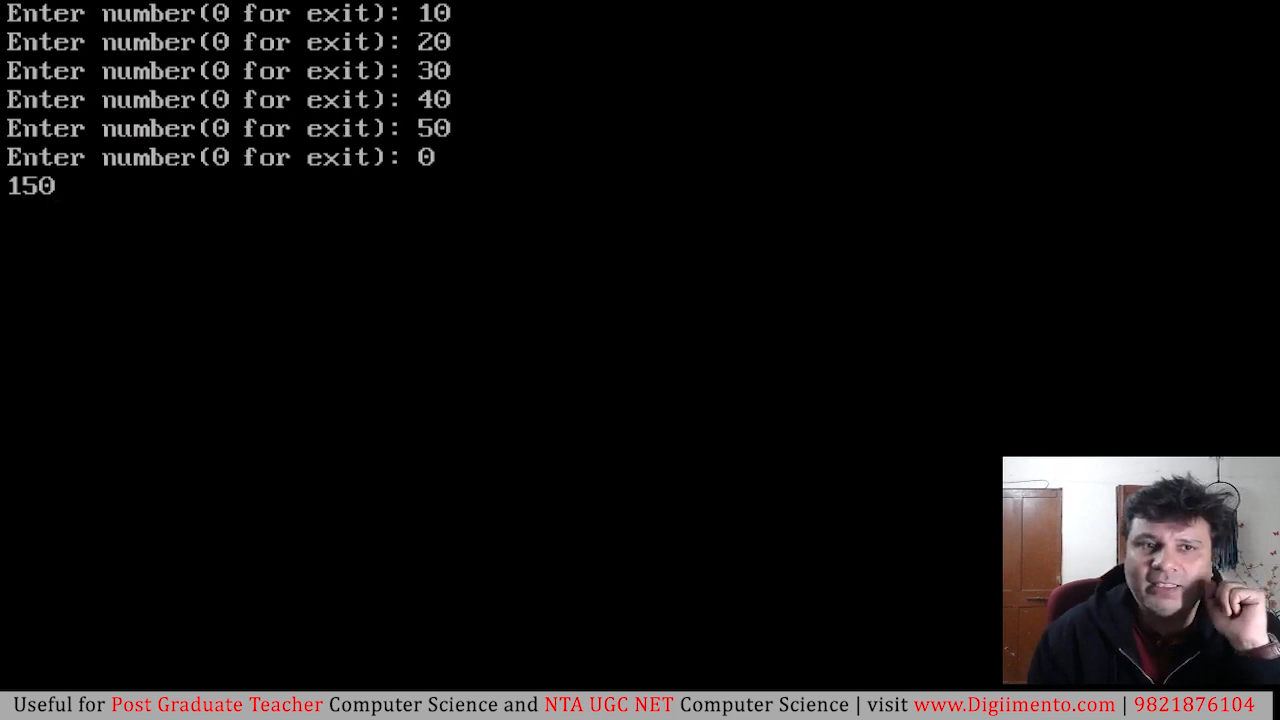 Enter number(0 for exit): 10
Enter number(0 for exit): 20
Enter number(0 for exit): 30
Enter number(0 for exit): 40
Enter number(0 for exit): 50
Enter number(0 for exit): 0
150
Useful for Post Graduate Teacher Computer Science and NTA UGC NET Computer Science | visit www.Digiimento.com | 9821876104